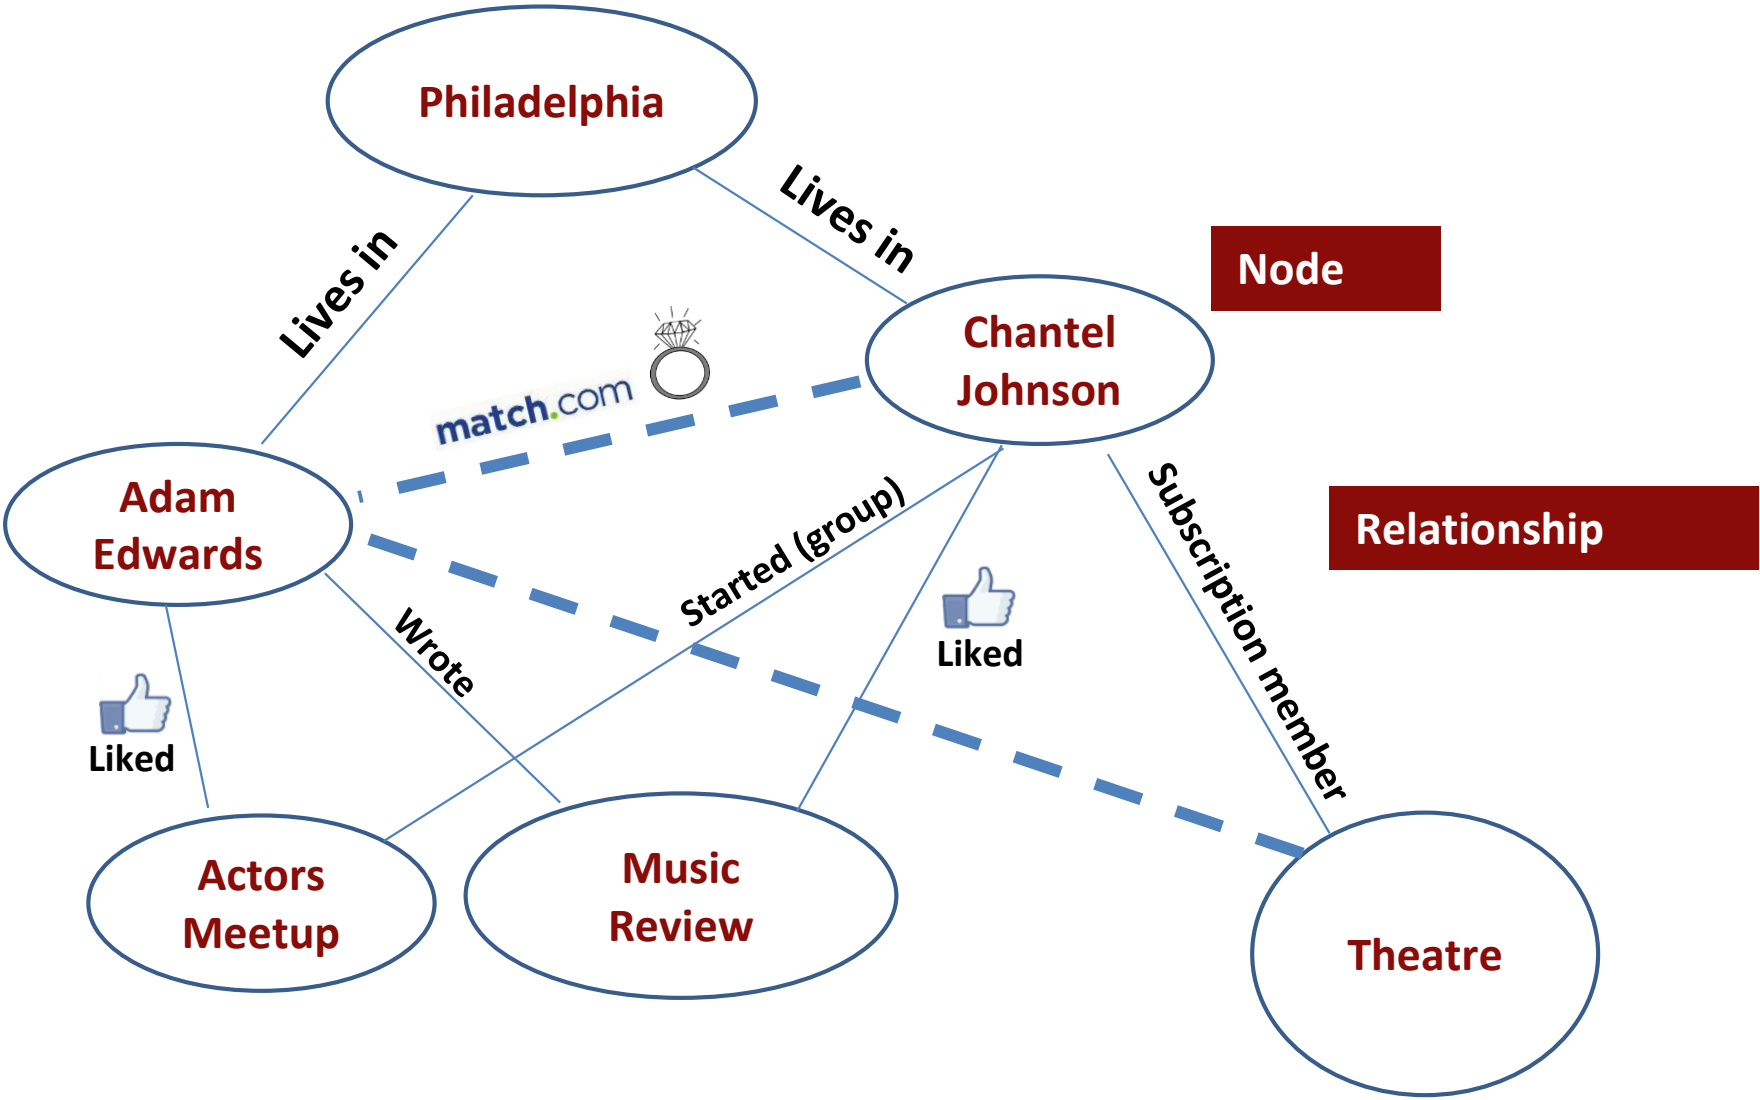 Philadelphia
Lives in
Lives in
Node
Chantel
Johnson
match.com
Adam
Edwards
Relationship
Started (group)
Subscription member
Wrote
Liked
Liked
Actors
Meetup
Music
Review
Theatre